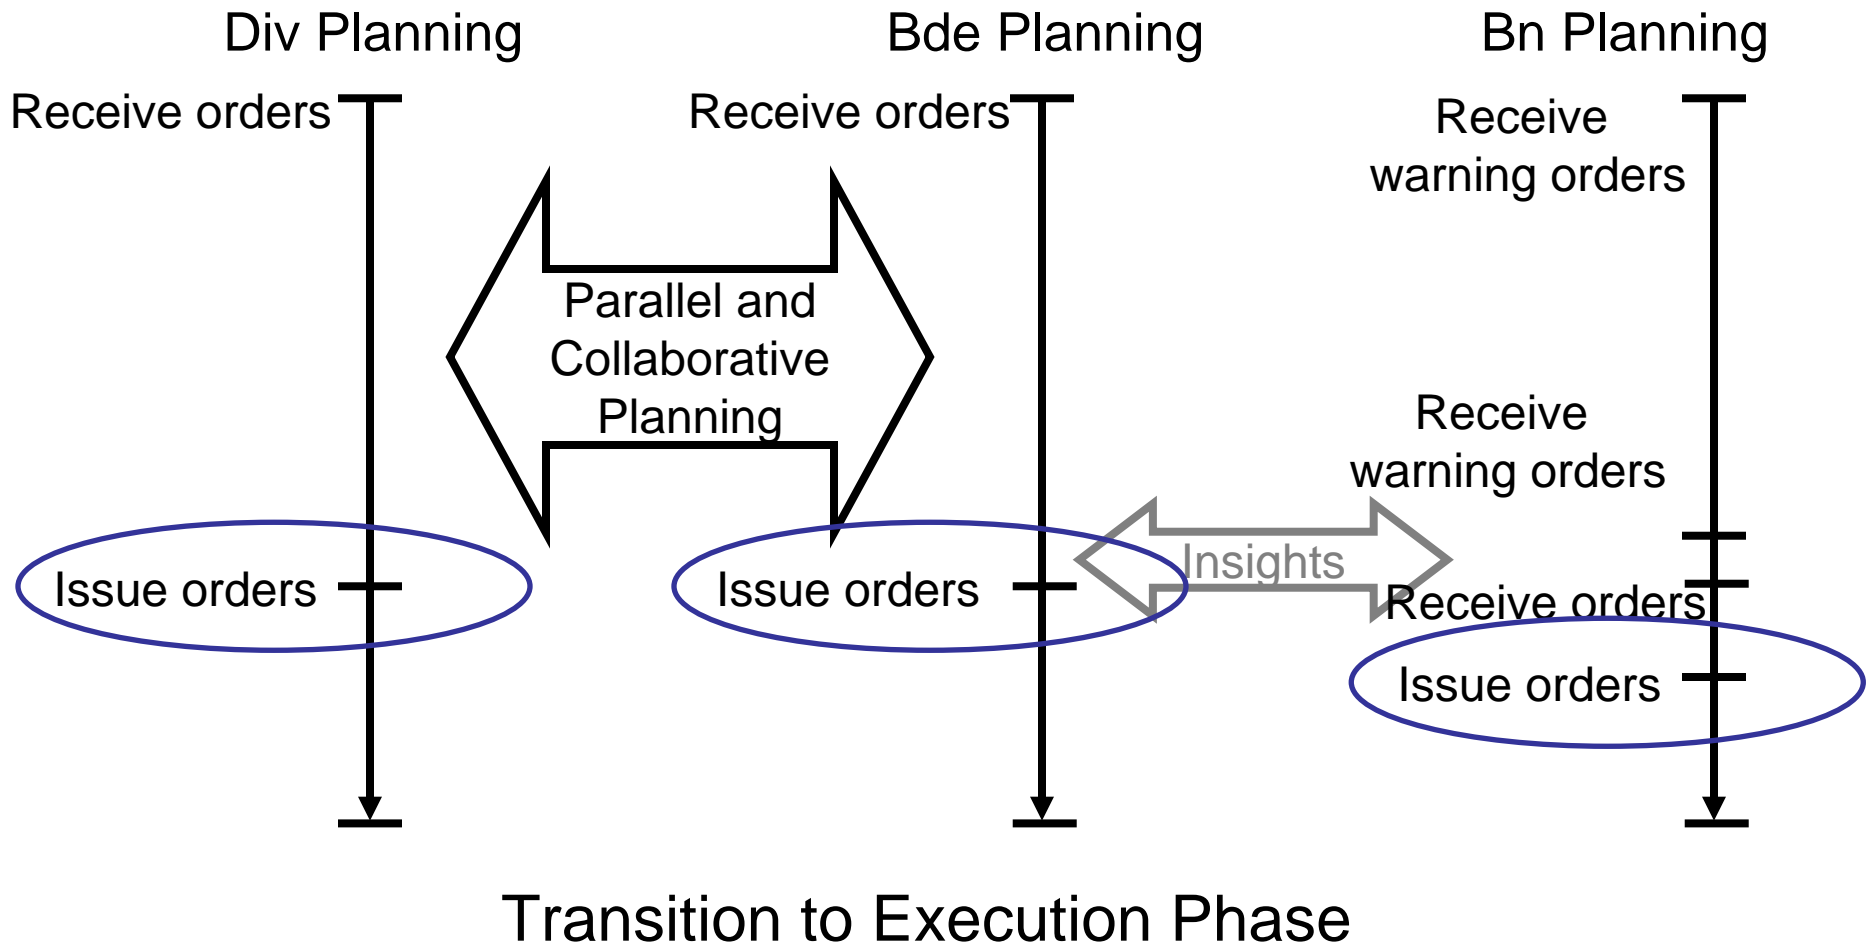 Div Planning
Bde Planning
Bn Planning
Receive orders
Receive orders
Receive
warning orders
Parallel and
Collaborative
Planning
Receive
warning orders
Insights
Issue orders
Issue orders
Receive orders
Issue orders
Transition to Execution Phase